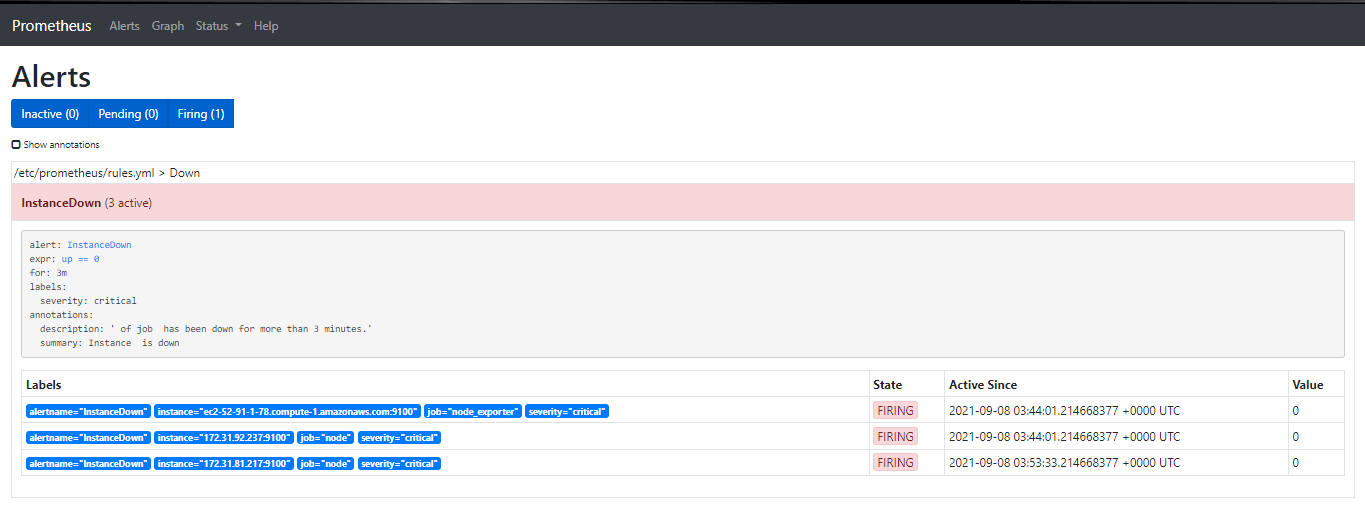 Prometheus Alerts Graph Status Help
Alerts
Inactive (0) Pending (0) Firing (1)
Show annotations
/etc/prometheus/rules.yml > Down
InstanceDown (3 active)
alert: InstanceDown
expr: up == 0
for: 3m
labels:
severity: critical
annotations:
description: ' of job  has been down for more than 3 minutes.'
summary: Instance  is down
Labels State Active Since Value
alertname="InstanceDown" instance="ec2-52-91-1-78.compute-1.amazonaws.com:9100" job="node_exporter" severity="critical" FIRING 2021-09-08 03:44:01.214668377 +0000 UTC 0
alertname="InstanceDown" instance="172.31.92.237:9100" job="node" severity="critical" FIRING 2021-09-08 03:44:01.214668377 +0000 UTC 0
alertname="InstanceDown" instance="172.31.81.217:9100" job="node" severity="critical" FIRING 2021-09-08 03:53:33.214668377 +0000 UTC 0